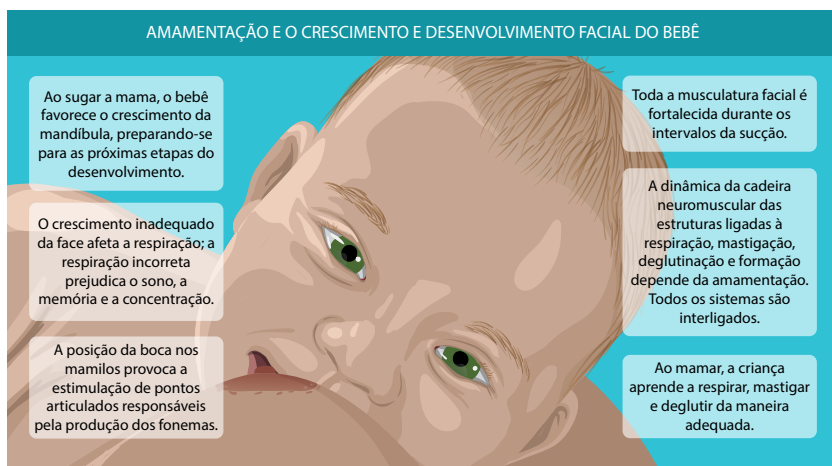 AMAMENTAÇÃO E O CRESCIMENTO E DESENVOLVIMENTO FACIAL DO BEBÊ
Ao sugar a mama, o bebê
favorece o crescimento da
mandíbula, preparando-se
para as próximas etapas do
desenvolvimento.
O crescimento inadequado
da face afeta a respiração; a
respiração incorreta
prejudica o sono, a
memória e a concentração.
A posição da boca nos
mamilos provoca a
estimulação de pontos
articulados responsáveis
pela produção dos fonemas.
Toda a musculatura facial é
fortalecida durante os
intervalos da sucção.
A dinâmica da cadeira
neuromuscular das
estruturas ligadas à
respiração, mastigação,
deglutinação e formação
depende da amamentação.
Todos os sistemas são
interligados.
Ao mamar, a criança
aprende a respirar, mastigar
e deglutir da maneira
adequada.